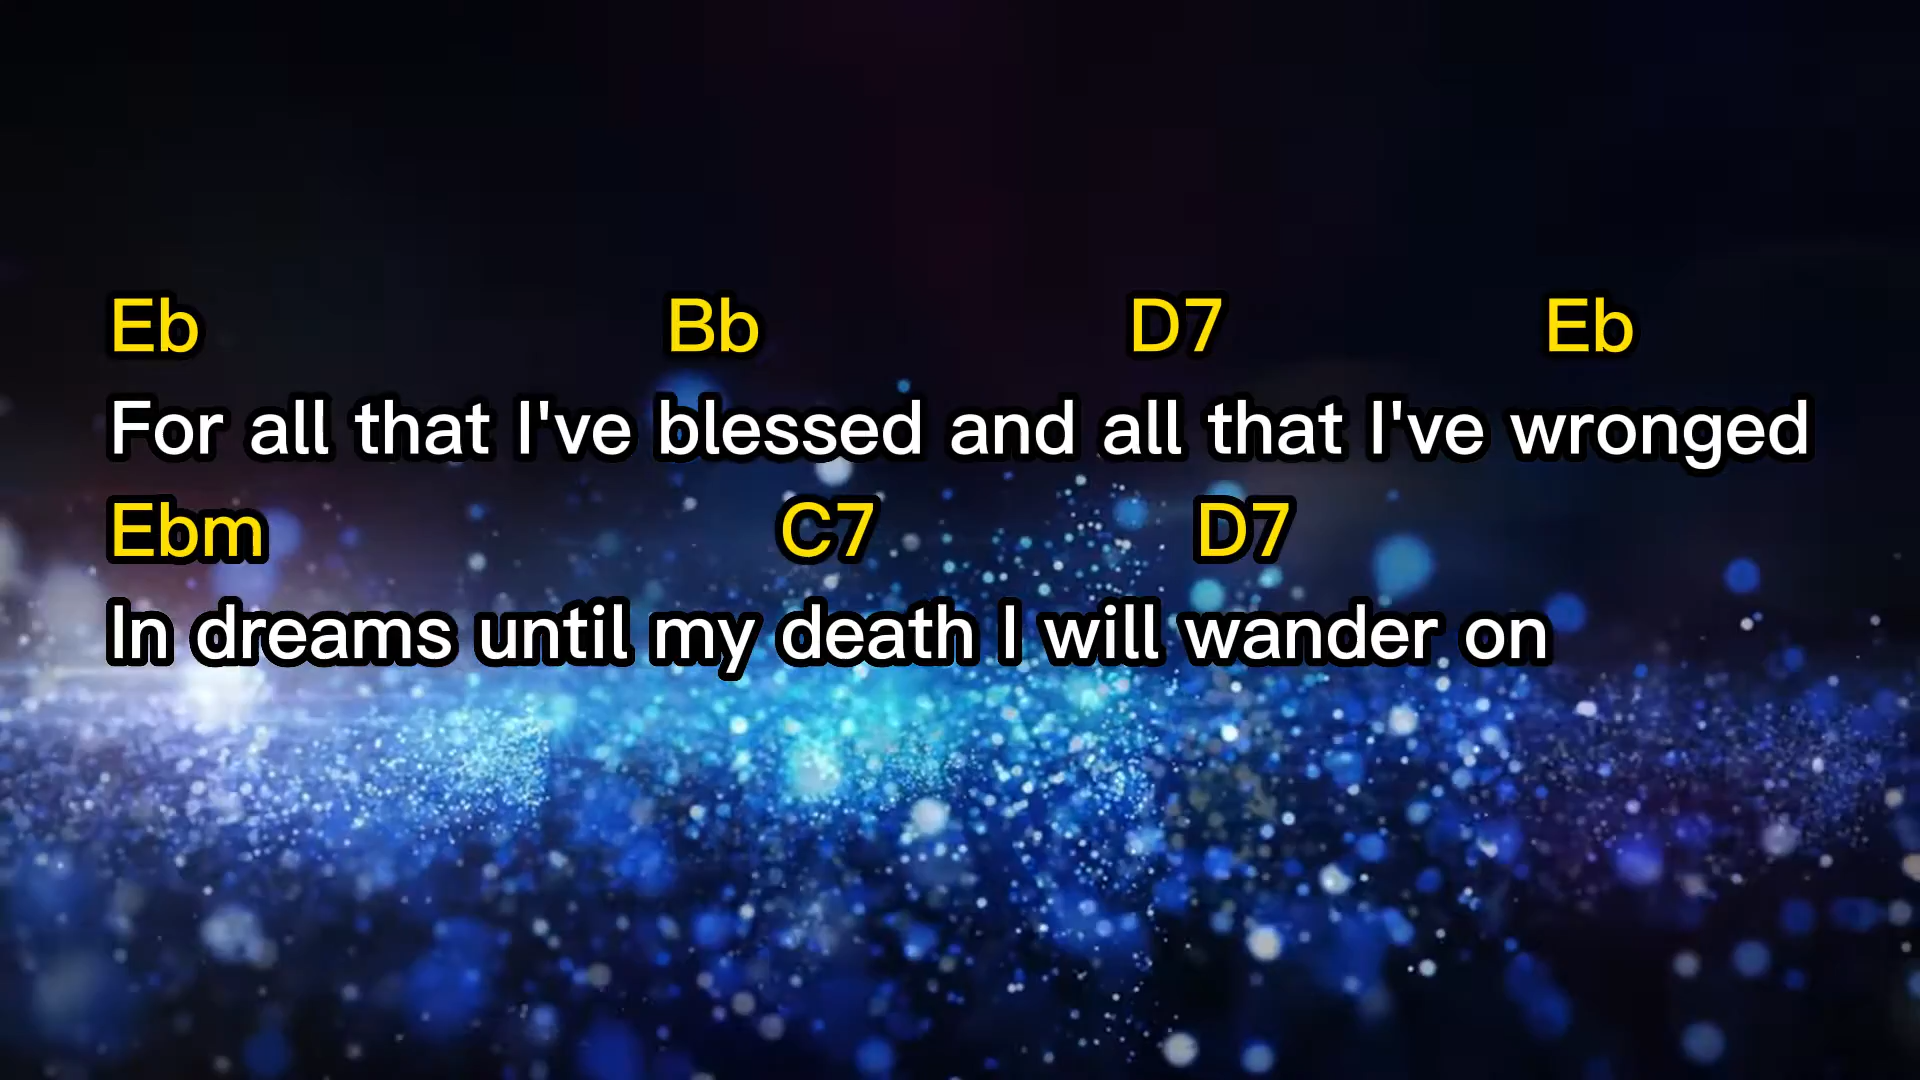 Eb Bb D7 Eb
For all that I've blessed and all that I've wronged
Ebm C7 D7
In dreams until my death I will wander on